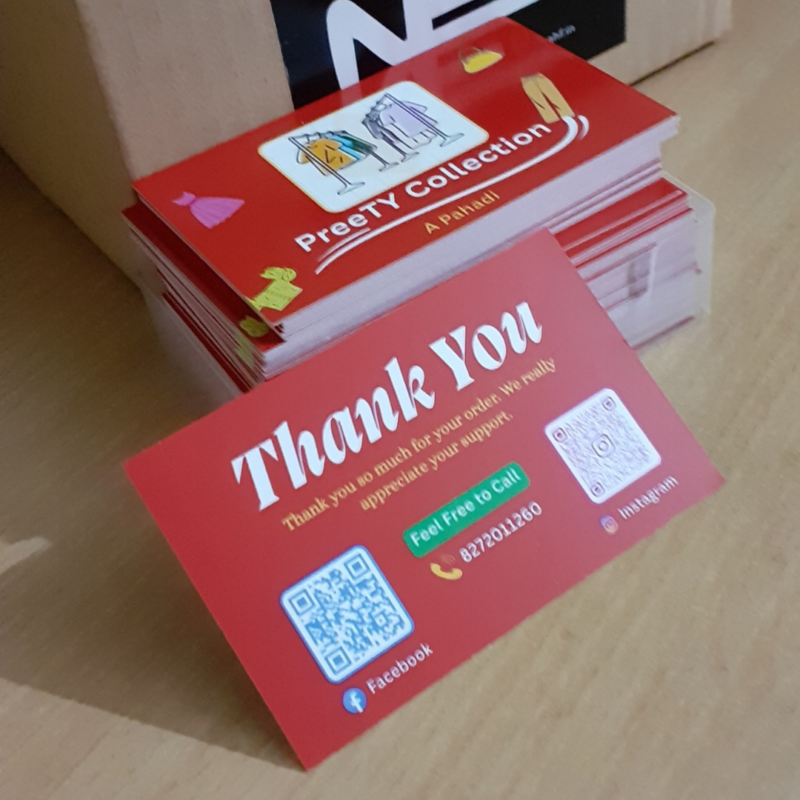 PreeTY Collection
A Pahadi
Thank You
Thank you so much for your order. We really
appreciate your support.
Feel Free to Call
8272011260
Instagram
Facebook